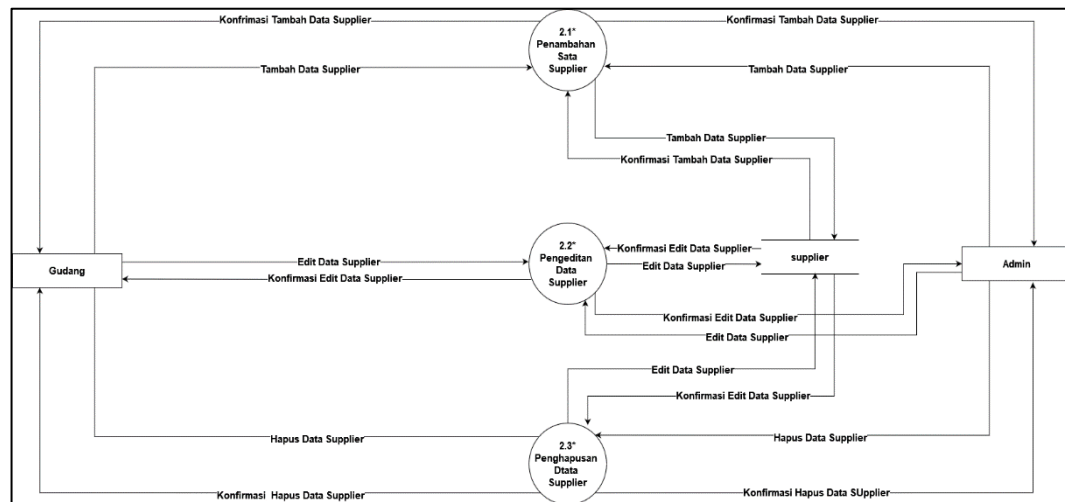 Konfrimasi Tambah Data Supplier
Konfirmasi Tambah Data Supplier
2.1*
Penambahan
Sata
Supplier
Tambah Data Supplier
Tambah Data Supplier
Tambah Data Supplier
Konfirmasi Tambah Data Supplier
2.2*
Pengeditan
Data
Supplier
Konfirmasi Edit Data Supplier
Edit Data Supplier
Edit Data Supplier
Konfirmasi Edit Data Supplier
supplier
Gudang
Admin
Konfirmasi Edit Data Supplier
Edit Data Supplier
Edit Data Supplier
Konfirmasi Edit Data Supplier
Hapus Data Supplier
Hapus Data Supplier
2.3*
Penghapusan
Dtata
Supplier
Konfirmasi Hapus Data Supplier
Konfirmasi Hapus Data SUpplier